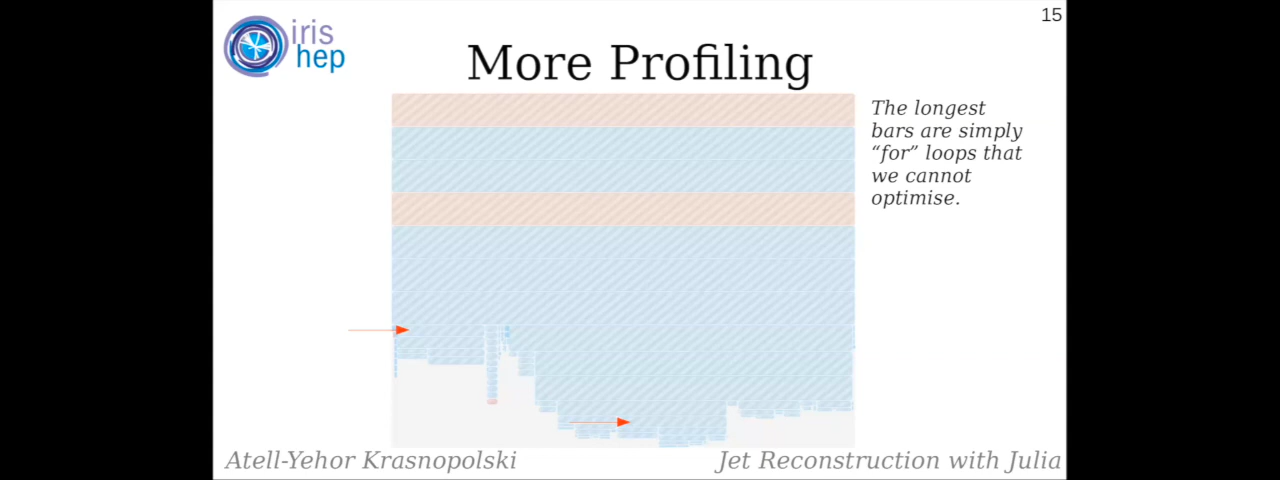 15
iris
hep
More Profiling
The longest
bars are simply
“for” loops that
we cannot
optimise.
Atell-Yehor Krasnopolski
Jet Reconstruction with Julia